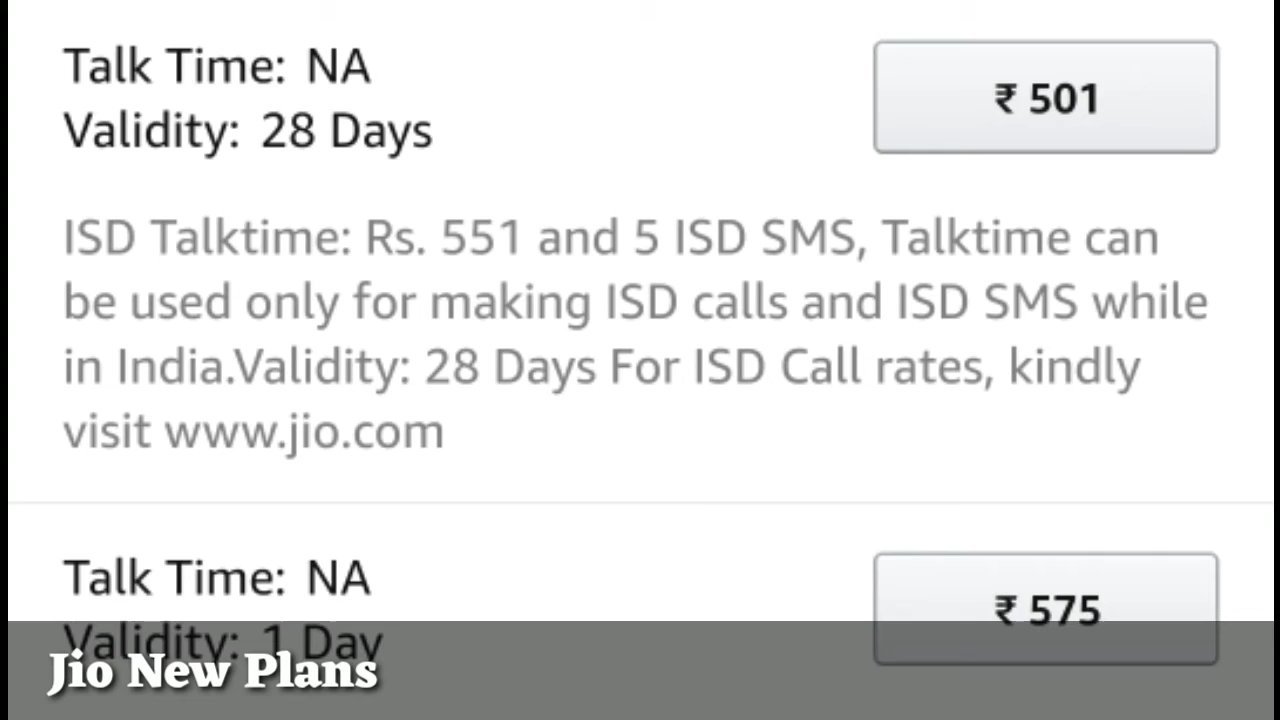 Talk Time: NA
₹ 501
Validity: 28 Days
ISD Talktime: Rs. 551 and 5 ISD SMS, Talktime can
be used only for making ISD calls and ISD SMS while
in India.Validity: 28 Days For ISD Call rates, kindly
visit www.jio.com
Talk Time: NA
₹ 575
Validity: 1 Day
Jio New Plans